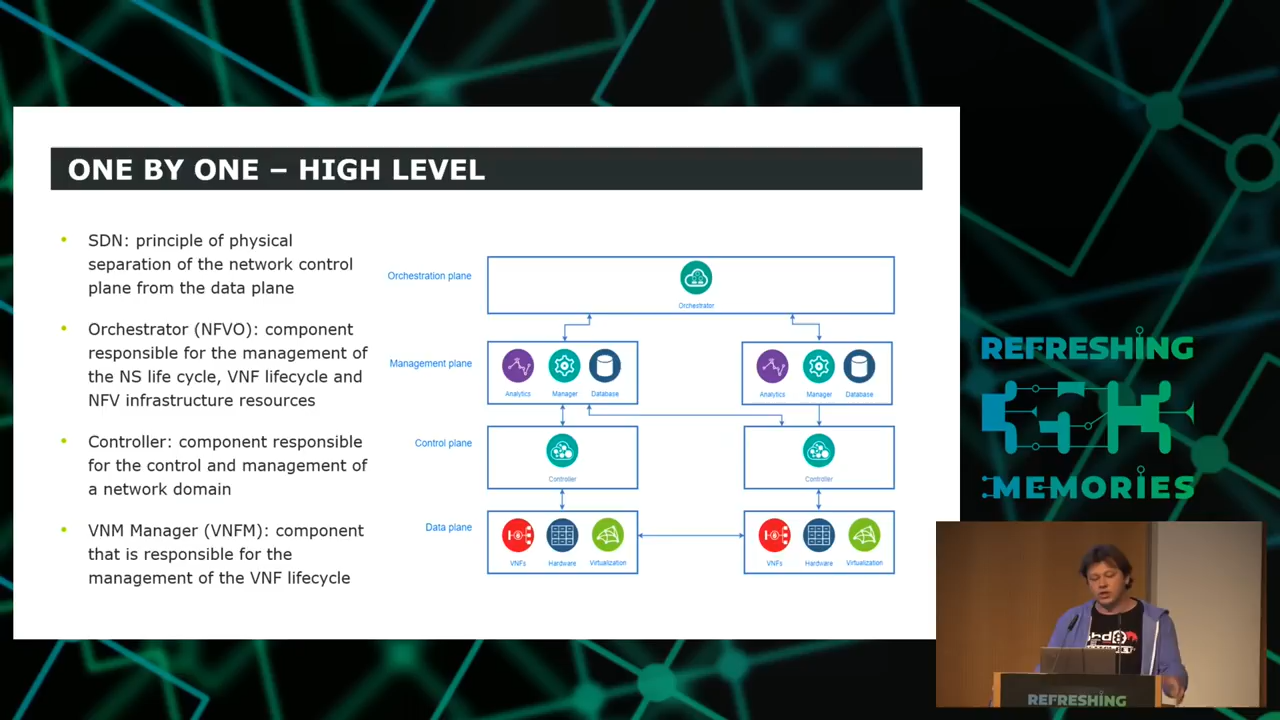 ONE BY ONE – HIGH LEVEL
• SDN: principle of physical
separation of the network control
plane from the data plane
• Orchestrator (NFVO): component
responsible for the management of
the NS life cycle, VNF lifecycle and
NFV infrastructure resources
• Controller: component responsible
for the control and management of
a network domain
• VNM Manager (VNFM): component
that is responsible for the
management of the VNF lifecycle
Orchestration plane
Orchestrator
Management plane
Analytics Manager Database
Analytics Manager Database
Control plane
Controller
Controller
Data plane
VNFs Hardware Virtualization
VNFs Hardware Virtualization
REFRESHING
MEMORIES
REFRESHING